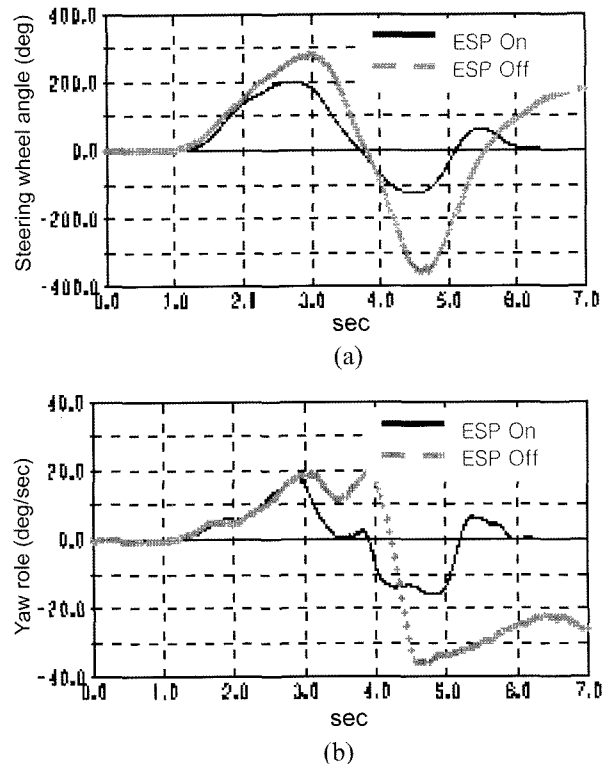 400.0
200.0
0.0
-200.0
-400.0
Steering wheel angle (deg)
ESP On
ESP Off
0.0 1.0 2.0 3.0 4.0 5.0 6.0 7.0
sec
(a)
40.0
20.0
0.0
-20.0
-40.0
Yaw role (deg/sec)
ESP On
ESP Off
0.0 1.0 2.0 3.0 4.0 5.0 6.0 7.0
sec
(b)